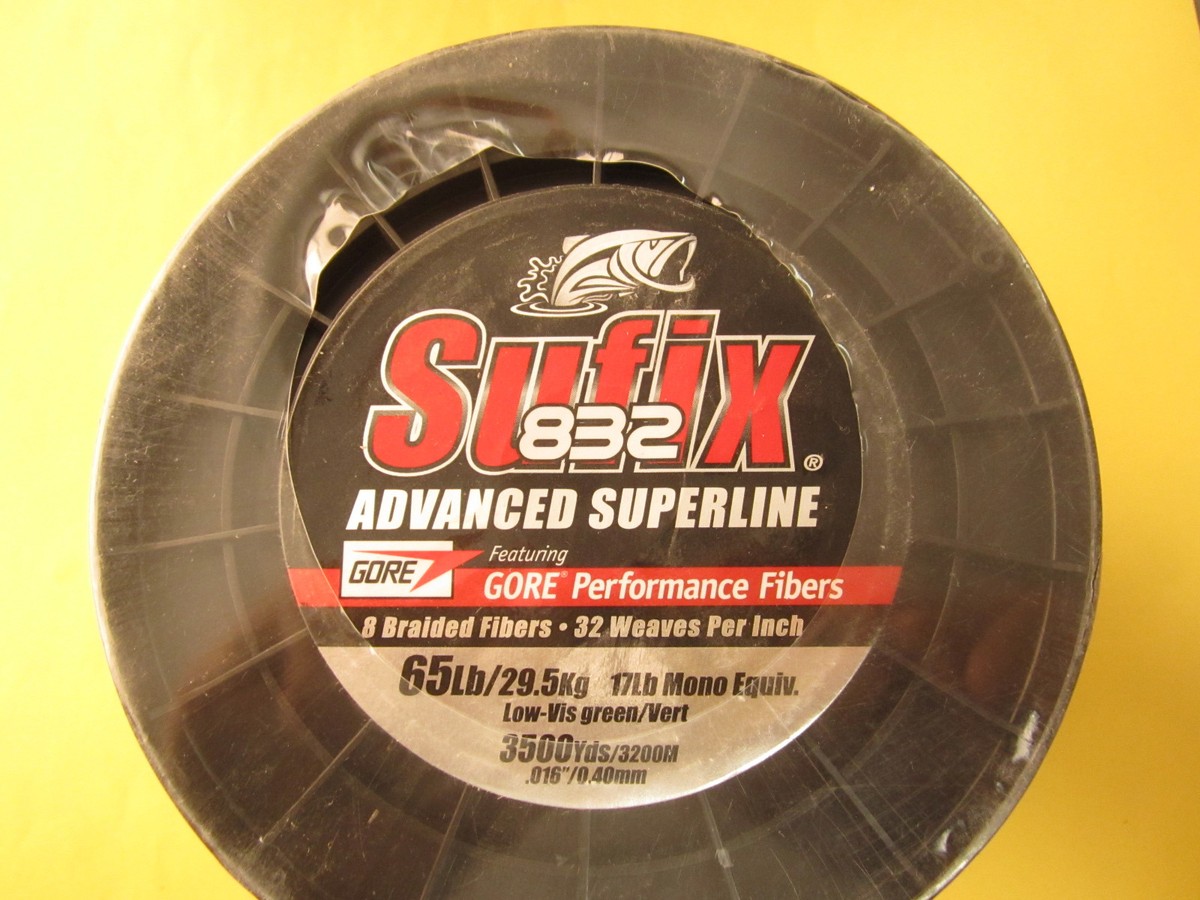 Sufix
832
®
ADVANCED SUPERLINE
GORE
Featuring
GORE® Performance Fibers
8 Braided Fibers • 32 Weaves Per Inch
65Lb/29.5Kg 17Lb Mono Equiv.
Low-Vis green/Vert
3500Yds/3200M
.016"/0.40mm